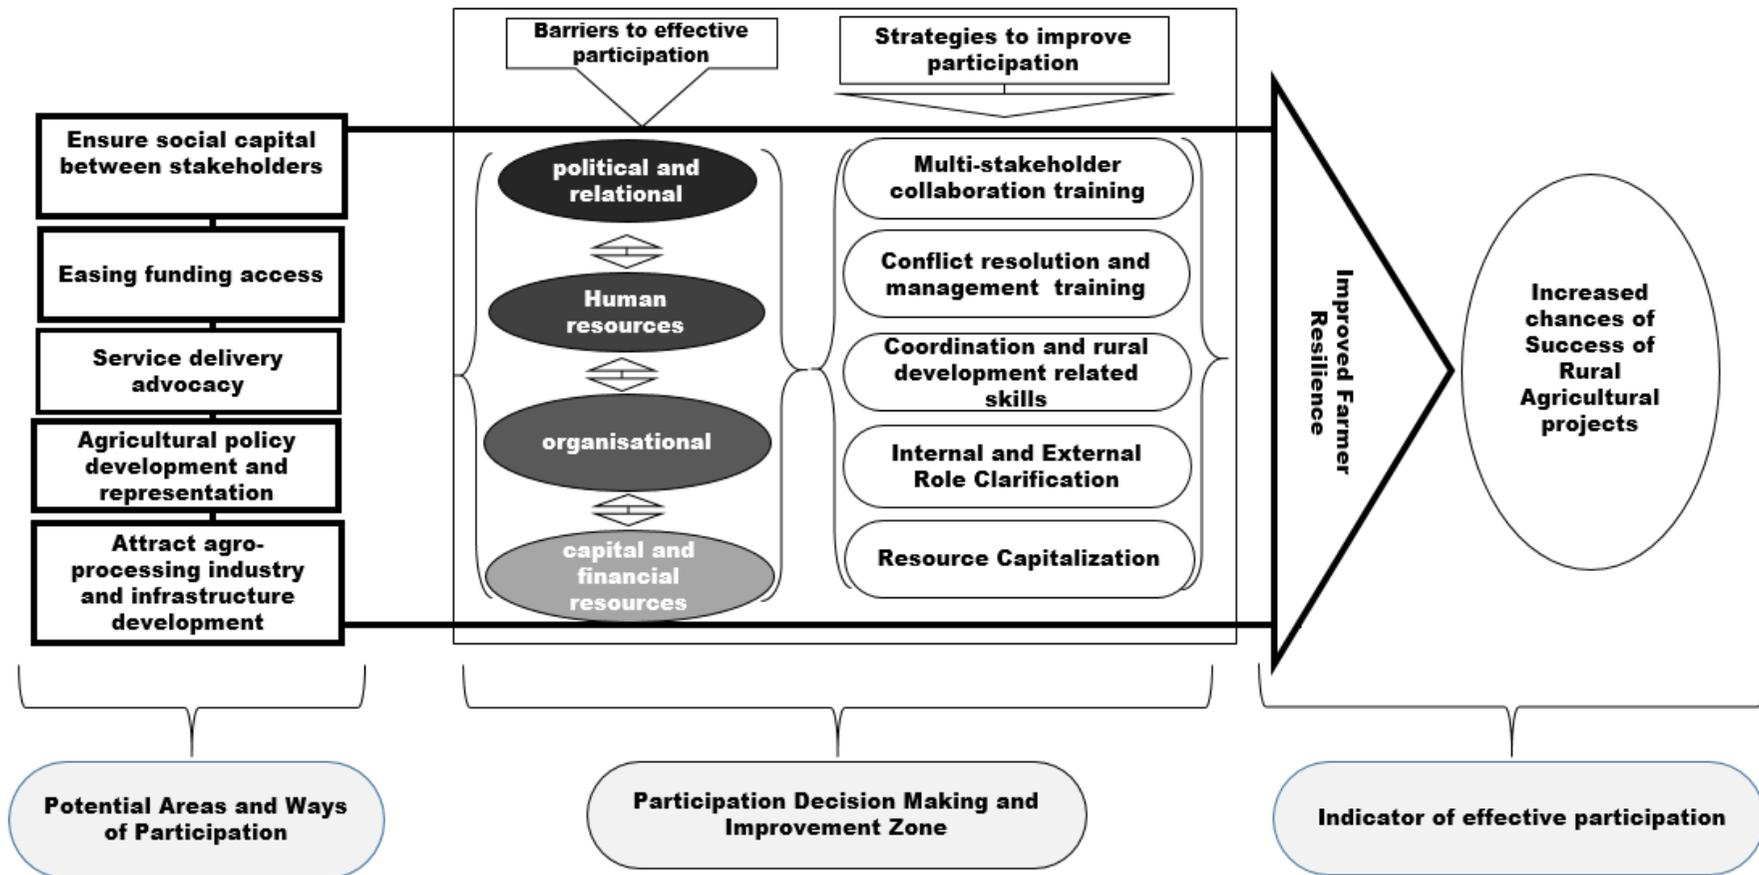 Barriers to effective
participation
Strategies to improve
participation
Ensure social capital
between stakeholders
Easing funding access
Service delivery
advocacy
Agricultural policy
development and
representation
Attract agro-
processing industry
and infrastructure
development
political and
relational
Human
resources
organisational
capital and
financial
resources
Multi-stakeholder
collaboration training
Conflict resolution and
management training
Coordination and rural
development related
skills
Internal and External
Role Clarification
Resource Capitalization
Improved Farmer
Resilience
Increased
chances of
Success of
Rural
Agricultural
projects
Potential Areas and Ways
of Participation
Participation Decision Making and
Improvement Zone
Indicator of effective participation